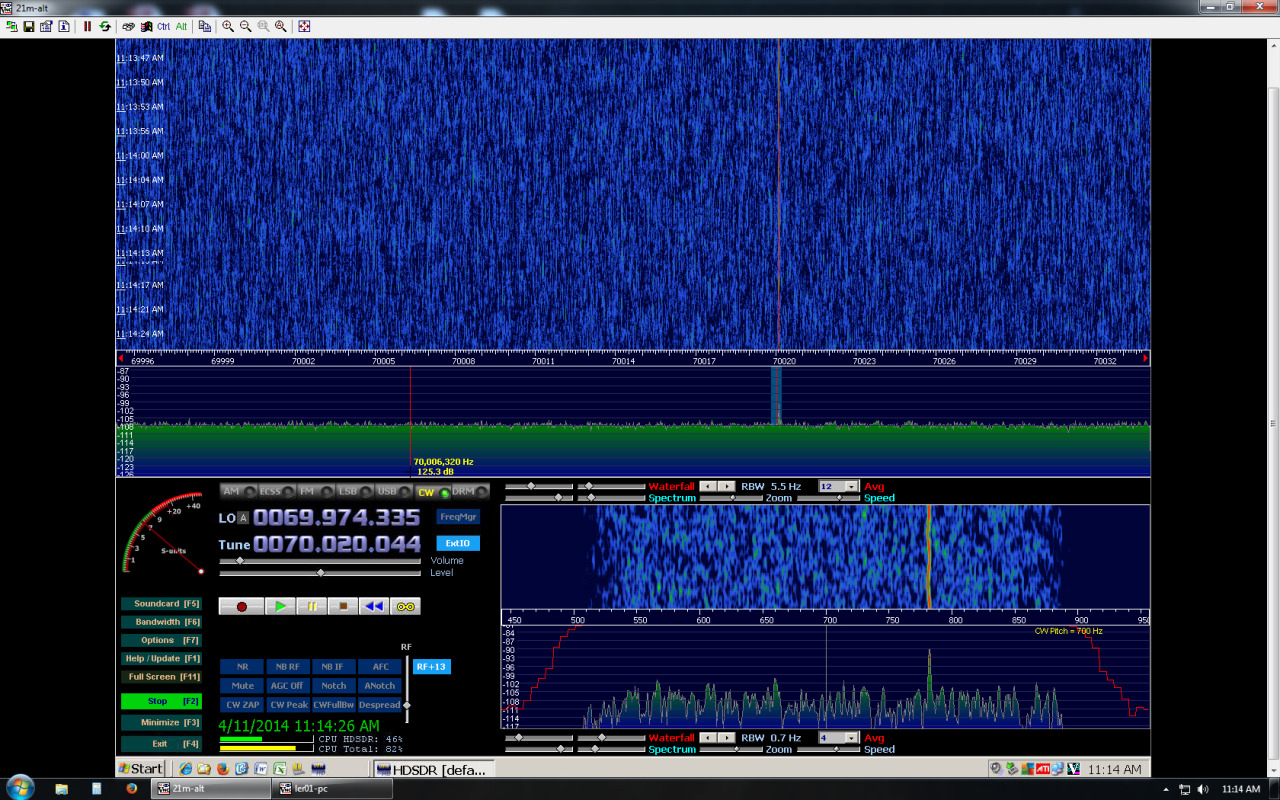 21m-alt
Ctrl Alt
11:13:47 AM
11:13:50 AM
11:13:53 AM
11:13:56 AM
11:14:00 AM
11:14:04 AM
11:14:07 AM
11:14:10 AM
11:14:13 AM
11:14:17 AM
11:14:21 AM
11:14:24 AM
69996 69999 70002 70006 70008 70011 70014 70017 70020 70023 70026 70029 70032
-87
-90
-93
-96
-99
-102
-105
-108
-111
-114
-117
-120
-123
-126
70,006,320 Hz
125.3 dB
AM ECSS FM LSB USB CW DRM
Waterfall RBW 5.5 Hz 12 Avg
Spectrum Zoom Speed
1 3 5 7 9 +20 +40
S-units
LO A 0069.974.335 FreqMgr
Tune 0070.020.044 ExtIO
Volume
Level
Soundcard [F5]
Bandwidth [F6]
Options [F7]
Help / Update [F1]
Full Screen [F11]
Stop [F2]
Minimize [F3]
Exit [F4]
RF
NR NB RF NB IF AFC RF+13
Mute AGC Off Notch ANotch
CW ZAP CW Peak CWFullBw Despread
4/11/2014 11:14:26 AM
CPU HDSDR: 46%
CPU Total: 82%
450 500 550 600 650 700 750 800 850 900 950
CW Pitch = 700 Hz
-81
-84
-87
-90
-93
-96
-99
-102
-105
-108
-111
-114
-117
Waterfall RBW 0.7 Hz 4 Avg
Spectrum Zoom Speed
Start HDSDR [defa... ATI 11:14 AM
21m-alt ler01-pc 11:14 AM